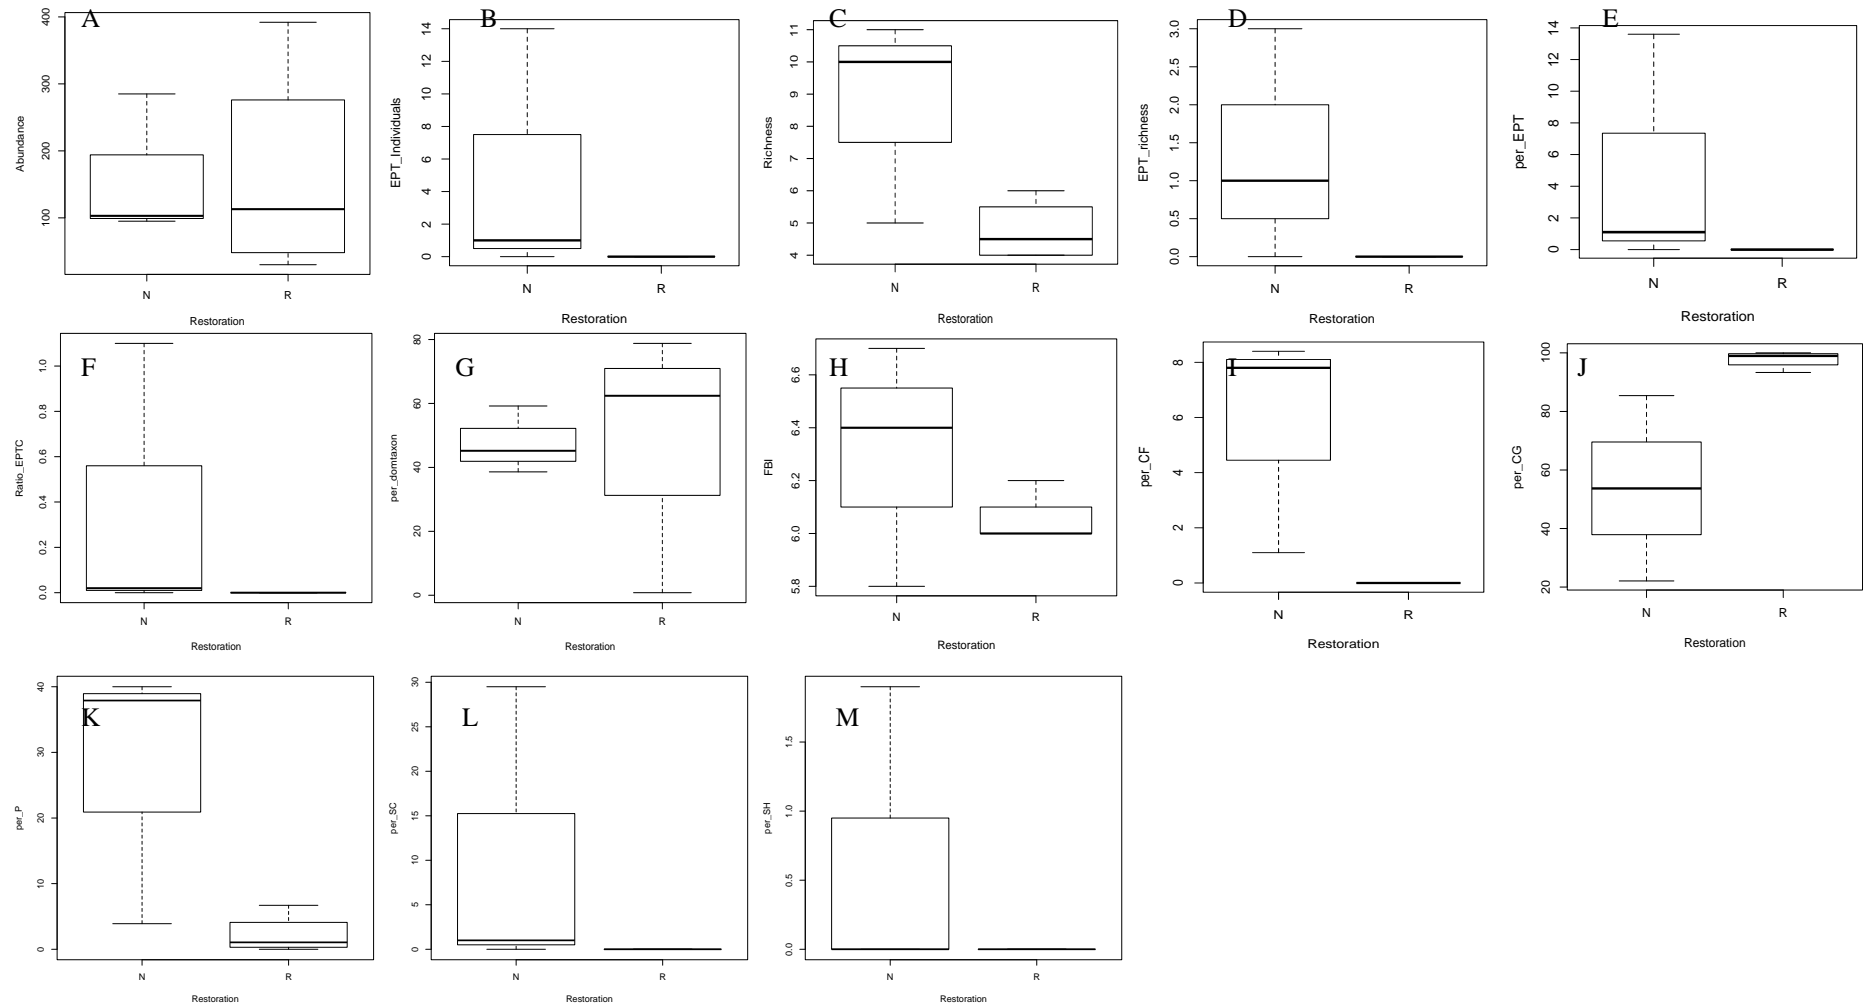 A
Abundance
400
300
200
100
N
R
Restoration
B
EPT_Individuals
14
12
10
8
6
4
2
0
N
R
Restoration
C
Richness
11
10
9
8
7
6
5
4
N
R
Restoration
D
EPT_richness
3.0
2.5
2.0
1.5
1.0
0.5
0.0
N
R
Restoration
E
per_EPT
14
12
10
8
6
4
2
0
N
R
Restoration
F
Ratio_EPTC
1.0
0.8
0.6
0.4
0.2
0.0
N
R
Restoration
G
per_domtaxon
80
60
40
20
0
N
R
Restoration
H
FBI
6.6
6.4
6.2
6.0
5.8
N
R
Restoration
I
per_CF
8
6
4
2
0
N
R
Restoration
J
per_CG
100
80
60
40
20
N
R
Restoration
K
per_P
40
30
20
10
0
N
R
Restoration
L
per_SC
30
25
20
15
10
5
0
N
R
Restoration
M
per_SH
1.5
1.0
0.5
0.0
N
R
Restoration